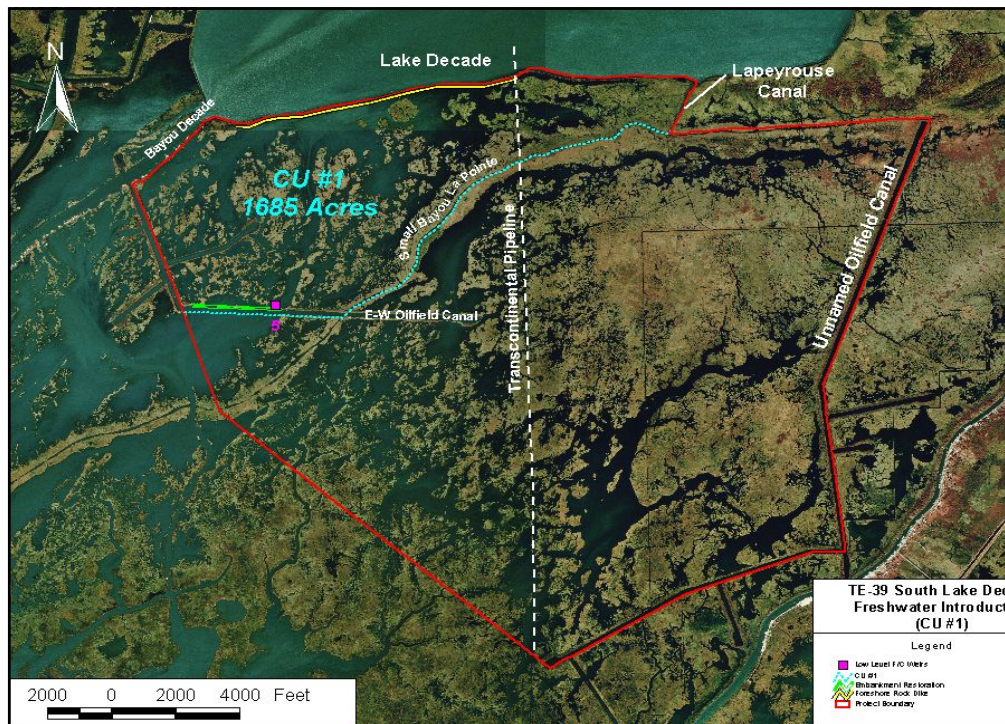 N
Lake Decade
Lapeyrouse
Canal
Bayou Decade
CU #1
1685 Acres
Small Bayou La Pointe
Transcontinental Pipeline
Unnamed Oilfield Canal
E-W Oilfield Canal
2000 0 2000 4000 Feet
TE-39 South Lake Dec
Freshwater Introduct
(CU #1)
Legend
Low Level F/C Weirs
CU #1
Embankment Restoration
Foreshore Rock Dike
Project Boundary